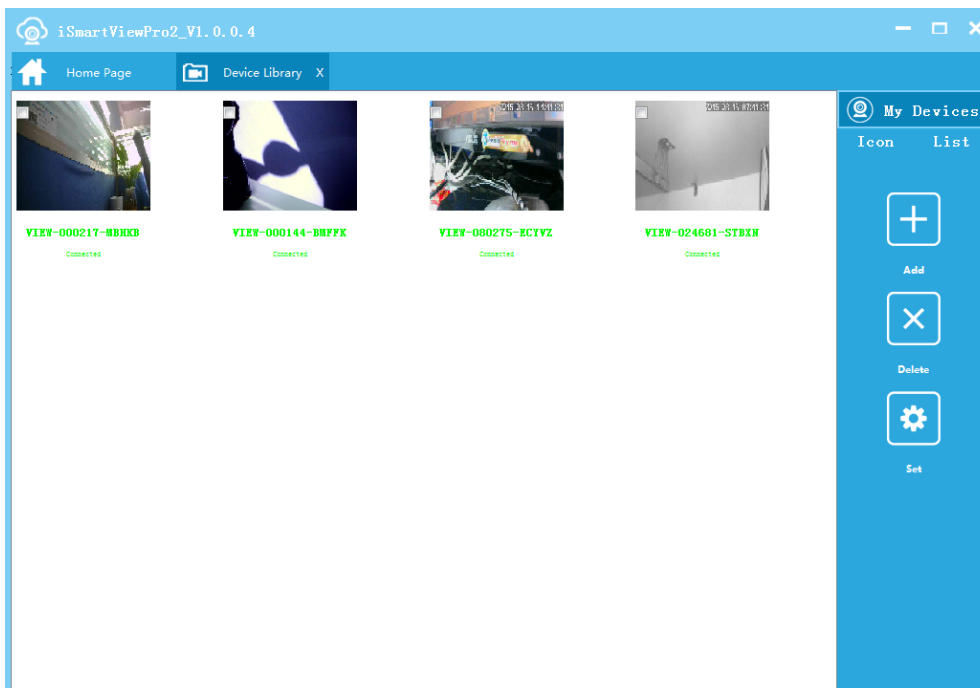 iSmartViewPro2_V1.0.0.4
Home Page
Device Library X
My Devices
Icon List
VIEW-000217-MBHKB
VIEW-000144-BMFFK
VIEW-080275-ECYVZ
VIEW-024681-STBXN
Connected
Connected
Connected
Connected
Add
Delete
Set